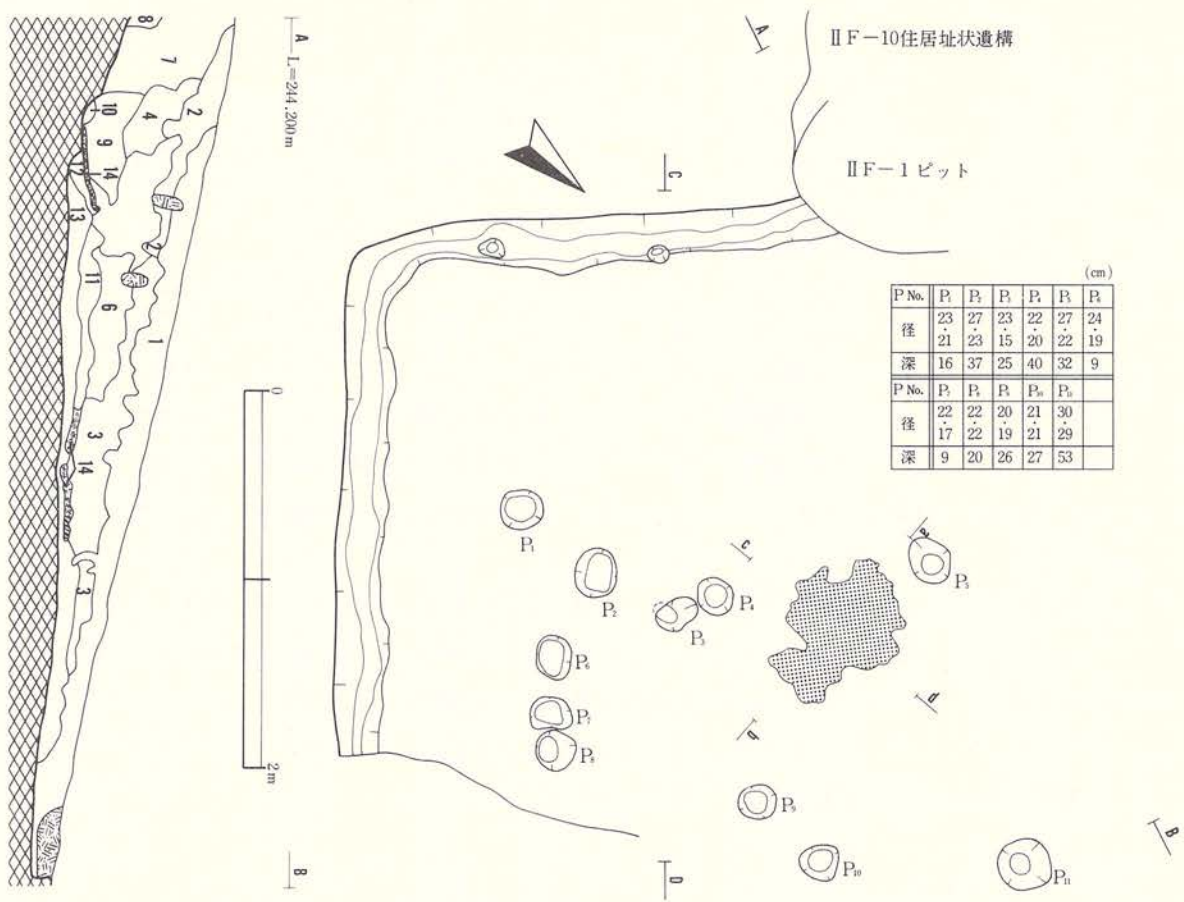 ⅡF-10住居址状遺構
ⅡF-1ピット
(cm)
P No. P₁ P₂ P₃ P₄ P₅ P₆
径 23・21 27・23 23・15 22・20 27・22 24・19
深 16 37 25 40 32 9
P No. P₇ P₈ P₉ P₁₀ P₁₁
径 22・17 22・22 20・19 21・21 30・29
深 9 20 26 27 53
A
C
A
L=244.200m
8
7
2
4
10
9
14
12
13
2
11
6
1
3
14
3
0
2m
B
P₁
P₂
P₃
P₄
P₅
P₆
P₇
P₈
P₉
P₁₀
P₁₁
c
d
D
B